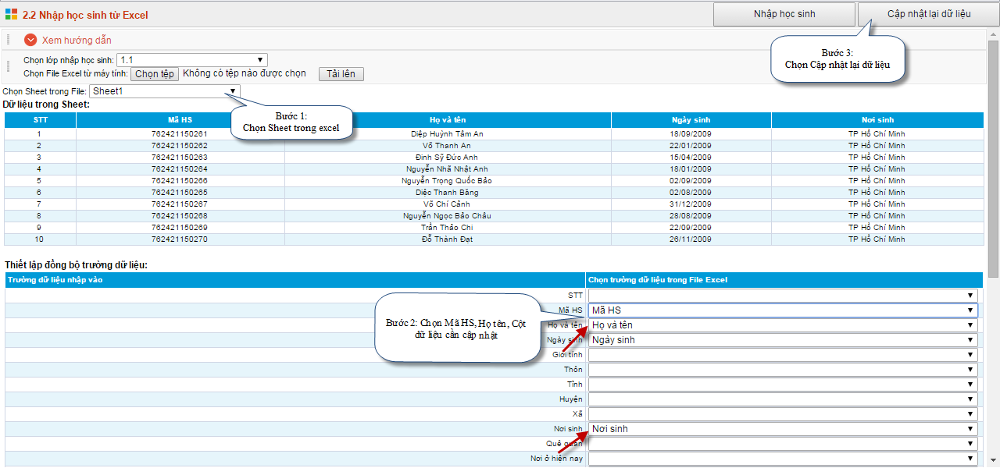 2.2 Nhập học sinh từ Excel
Nhập học sinh
Cập nhật lại dữ liệu
Xem hướng dẫn
Bước 3:
Chọn Cập nhật lại dữ liệu
Chọn lớp nhập học sinh: 1.1
Chọn File Excel từ máy tính: Chọn tệp Không có tệp nào được chọn Tải lên
Chọn Sheet trong File: Sheet1
Dữ liệu trong Sheet:
Bước 1:
Chọn Sheet trong excel
STT Mã HS Họ và tên Ngày sinh Nơi sinh
1 762421150261 Diệp Huỳnh Tâm An 18/09/2009 TP Hồ Chí Minh
2 762421150262 Võ Thanh An 22/01/2009 TP Hồ Chí Minh
3 762421150263 Đinh Sỹ Đức Anh 15/04/2009 TP Hồ Chí Minh
4 762421150264 Nguyễn Nhã Nhật Anh 18/01/2009 TP Hồ Chí Minh
5 762421150266 Nguyễn Trọng Quốc Bảo 02/09/2009 TP Hồ Chí Minh
6 762421150265 Diệc Thanh Bằng 02/08/2009 TP Hồ Chí Minh
7 762421150267 Võ Chí Cảnh 31/12/2009 TP Hồ Chí Minh
8 762421150268 Nguyễn Ngọc Bảo Châu 28/08/2009 TP Hồ Chí Minh
9 762421150269 Trần Thảo Chi 22/09/2009 TP Hồ Chí Minh
10 762421150270 Đỗ Thành Đạt 26/11/2009 TP Hồ Chí Minh
Thiết lập đồng bộ trường dữ liệu:
Trường dữ liệu nhập vào Chọn trường dữ liệu trong File Excel
STT
Mã HS Mã HS
Bước 2: Chọn Mã HS, Họ tên, Cột
dữ liệu cần cập nhật
Họ và tên Họ và tên
Ngày sinh Ngày sinh
Giới tính
Thôn
Tỉnh
Huyện
Xã
Nơi sinh Nơi sinh
Quê quán
Nơi ở hiện nay